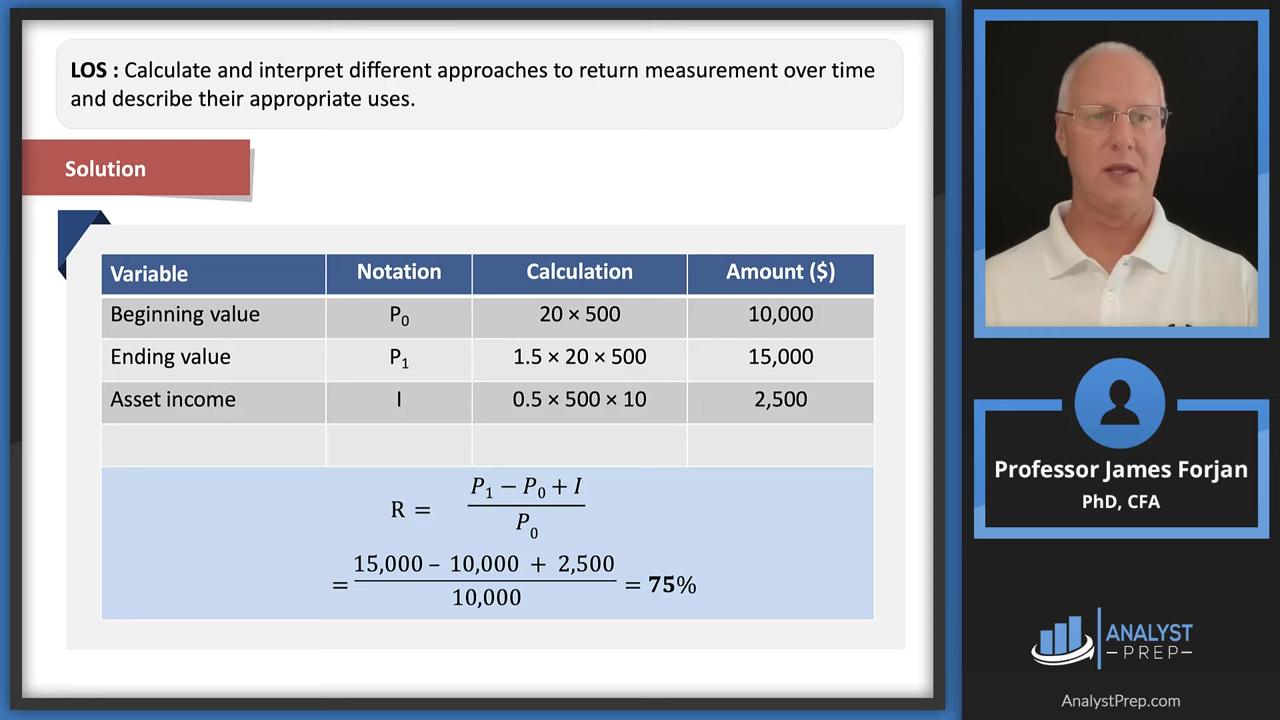 LOS : Calculate and interpret different approaches to return measurement over time
and describe their appropriate uses.
Solution
Variable Notation Calculation Amount ($)
Beginning value P₀ 20 × 500 10,000
Ending value P₁ 1.5 × 20 × 500 15,000
Asset income I 0.5 × 500 × 10 2,500
R = (P₁ − P₀ + I) / P₀
= (15,000 – 10,000 + 2,500) / 10,000 = 75%
Professor James Forjan
PhD, CFA
ANALYST
PREP
AnalystPrep.com